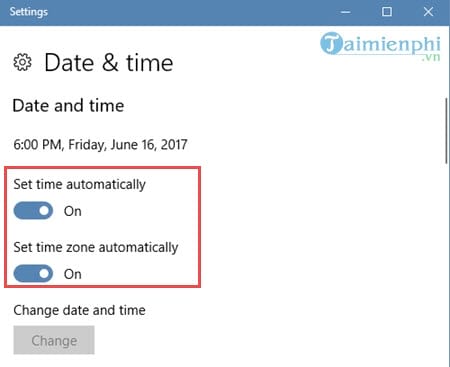 Settings
Taimienphi
.vn
Date & time
Date and time
6:00 PM, Friday, June 16, 2017
Set time automatically
On
Set time zone automatically
On
Change date and time
Change